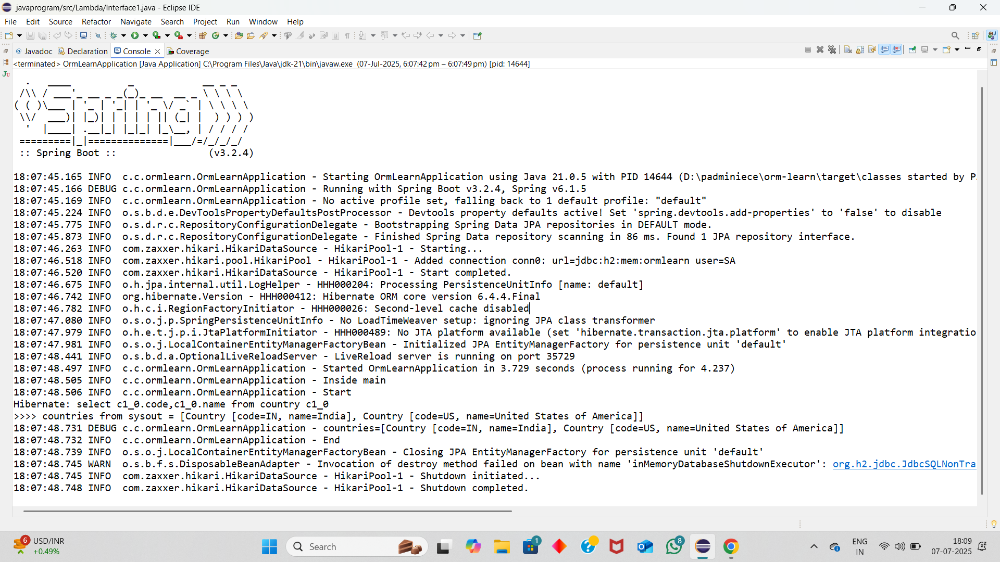 javaprogram/src/Lambda/Interface1.java - Eclipse IDE
File Edit Source Refactor Navigate Search Project Run Window Help
@ Javadoc Declaration Console Coverage
<terminated> OrmLearnApplication [Java Application] C:\Program Files\Java\jdk-21\bin\javaw.exe (07-Jul-2025, 6:07:42 pm – 6:07:49 pm) [pid: 14644]
Ju
  .   ____          _            __ _ _
 /\\ / ___'_ __ _ _(_)_ __  __ _ \ \ \ \
( ( )\___ | '_ | '_| | '_ \/ _` | \ \ \ \
 \\/  ___)| |_)| | | | | || (_| |  ) ) ) )
  '  |____| .__|_| |_|_| |_\__, | / / / /
 =========|_|==============|___/=/_/_/_/
 :: Spring Boot ::                (v3.2.4)
18:07:45.165 INFO  c.c.ormlearn.OrmLearnApplication - Starting OrmLearnApplication using Java 21.0.5 with PID 14644 (D:\padminiece\orm-learn\target\classes started by P
18:07:45.166 DEBUG c.c.ormlearn.OrmLearnApplication - Running with Spring Boot v3.2.4, Spring v6.1.5
18:07:45.169 INFO  c.c.ormlearn.OrmLearnApplication - No active profile set, falling back to 1 default profile: "default"
18:07:45.224 INFO  o.s.b.d.e.DevToolsPropertyDefaultsPostProcessor - Devtools property defaults active! Set 'spring.devtools.add-properties' to 'false' to disable
18:07:45.775 INFO  o.s.d.r.c.RepositoryConfigurationDelegate - Bootstrapping Spring Data JPA repositories in DEFAULT mode.
18:07:45.873 INFO  o.s.d.r.c.RepositoryConfigurationDelegate - Finished Spring Data repository scanning in 86 ms. Found 1 JPA repository interface.
18:07:46.263 INFO  com.zaxxer.hikari.HikariDataSource - HikariPool-1 - Starting...
18:07:46.518 INFO  com.zaxxer.hikari.pool.HikariPool - HikariPool-1 - Added connection conn0: url=jdbc:h2:mem:ormlearn user=SA
18:07:46.520 INFO  com.zaxxer.hikari.HikariDataSource - HikariPool-1 - Start completed.
18:07:46.675 INFO  o.h.jpa.internal.util.LogHelper - HHH000204: Processing PersistenceUnitInfo [name: default]
18:07:46.742 INFO  org.hibernate.Version - HHH000412: Hibernate ORM core version 6.4.4.Final
18:07:46.782 INFO  o.h.c.i.RegionFactoryInitiator - HHH000026: Second-level cache disabled
18:07:47.080 INFO  o.s.o.j.p.SpringPersistenceUnitInfo - No LoadTimeWeaver setup: ignoring JPA class transformer
18:07:47.979 INFO  o.h.e.t.j.p.i.JtaPlatformInitiator - HHH000489: No JTA platform available (set 'hibernate.transaction.jta.platform' to enable JTA platform integratio
18:07:47.981 INFO  o.s.o.j.LocalContainerEntityManagerFactoryBean - Initialized JPA EntityManagerFactory for persistence unit 'default'
18:07:48.441 INFO  o.s.b.d.a.OptionalLiveReloadServer - LiveReload server is running on port 35729
18:07:48.497 INFO  c.c.ormlearn.OrmLearnApplication - Started OrmLearnApplication in 3.729 seconds (process running for 4.237)
18:07:48.505 INFO  c.c.ormlearn.OrmLearnApplication - Inside main
18:07:48.506 INFO  c.c.ormlearn.OrmLearnApplication - Start
Hibernate: select c1_0.code,c1_0.name from country c1_0
>>>> countries from sysout = [Country [code=IN, name=India], Country [code=US, name=United States of America]]
18:07:48.731 DEBUG c.c.ormlearn.OrmLearnApplication - countries=[Country [code=IN, name=India], Country [code=US, name=United States of America]]
18:07:48.732 INFO  c.c.ormlearn.OrmLearnApplication - End
18:07:48.739 INFO  o.s.o.j.LocalContainerEntityManagerFactoryBean - Closing JPA EntityManagerFactory for persistence unit 'default'
18:07:48.745 WARN  o.s.b.f.s.DisposableBeanAdapter - Invocation of destroy method failed on bean with name 'inMemoryDatabaseShutdownExecutor': org.h2.jdbc.JdbcSQLNonTra
18:07:48.745 INFO  com.zaxxer.hikari.HikariDataSource - HikariPool-1 - Shutdown initiated...
18:07:48.748 INFO  com.zaxxer.hikari.HikariDataSource - HikariPool-1 - Shutdown completed.
6 USD/INR
+0.49%
Search
1
8
ENG
IN
18:09
07-07-2025